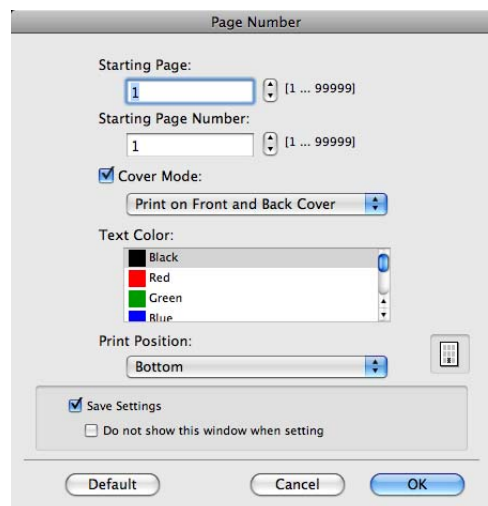 Page Number
Starting Page:
1 [1 ... 99999]
Starting Page Number:
1 [1 ... 99999]
Cover Mode:
Print on Front and Back Cover
Text Color:
Black
Red
Green
Blue
Print Position:
Bottom
Save Settings
Do not show this window when setting
Default Cancel OK